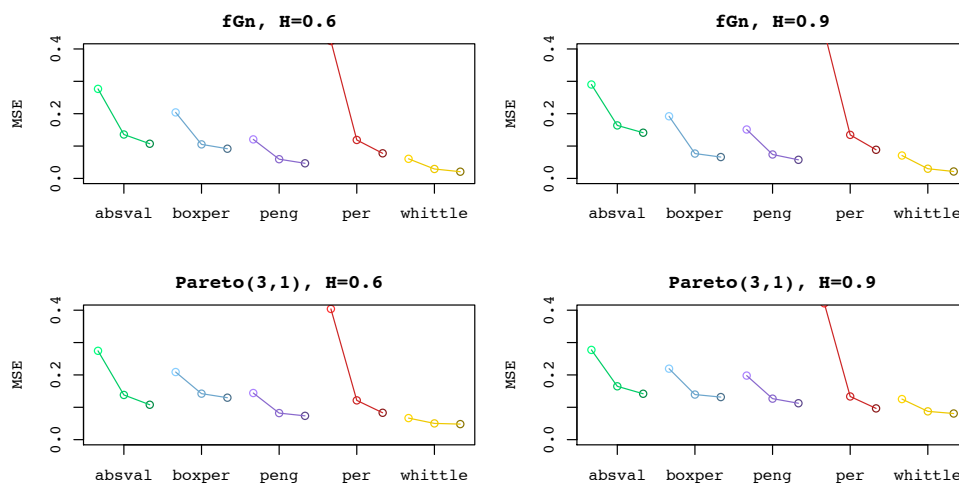 fGn, H=0.6
MSE
0.4
0.2
0.0
absval boxper peng per whittle
fGn, H=0.9
MSE
0.4
0.2
0.0
absval boxper peng per whittle
Pareto(3,1), H=0.6
MSE
0.4
0.2
0.0
absval boxper peng per whittle
Pareto(3,1), H=0.9
MSE
0.4
0.2
0.0
absval boxper peng per whittle